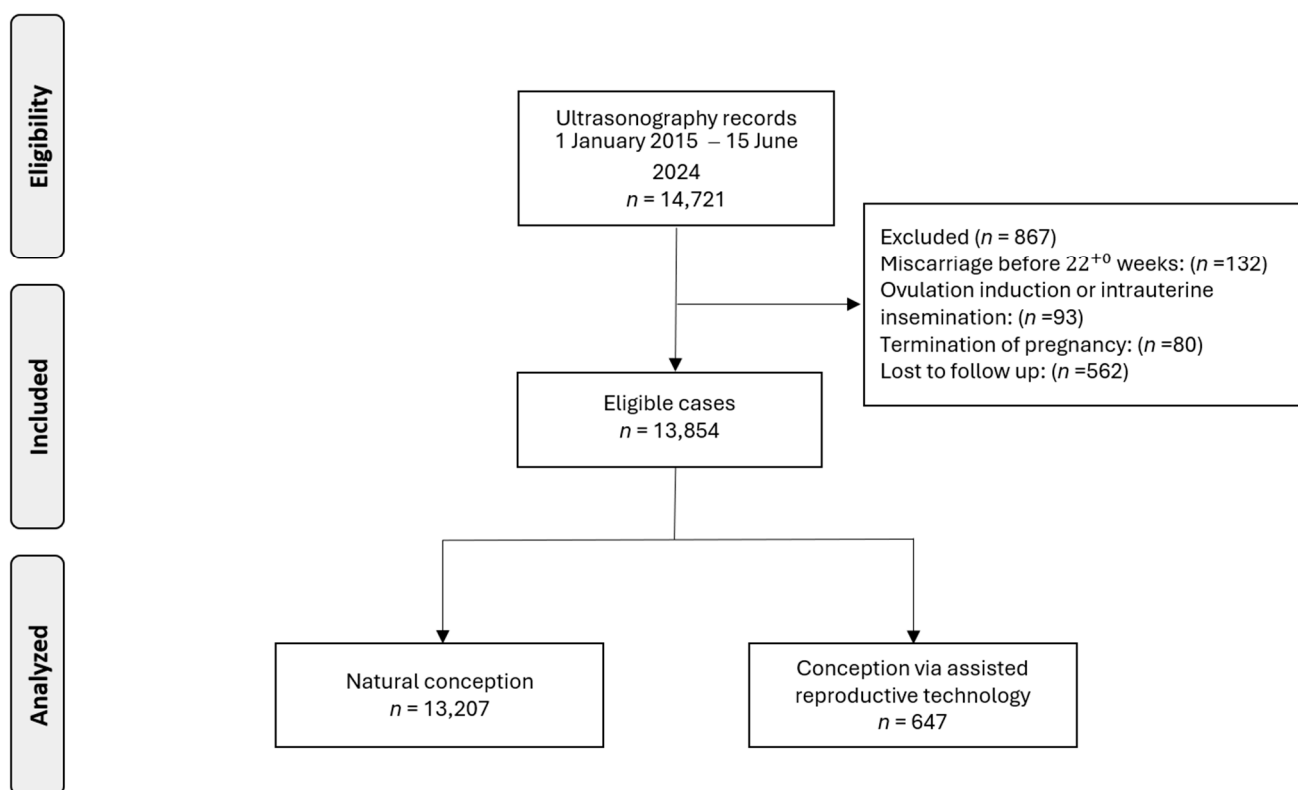 Eligibility
Ultrasonography records
1 January 2015 – 15 June
2024
n = 14,721
Excluded (n = 867)
Miscarriage before 22⁺⁰ weeks: (n =132)
Ovulation induction or intrauterine
insemination: (n =93)
Termination of pregnancy: (n =80)
Lost to follow up: (n =562)
Included
Eligible cases
n = 13,854
Analyzed
Natural conception
n = 13,207
Conception via assisted
reproductive technology
n = 647